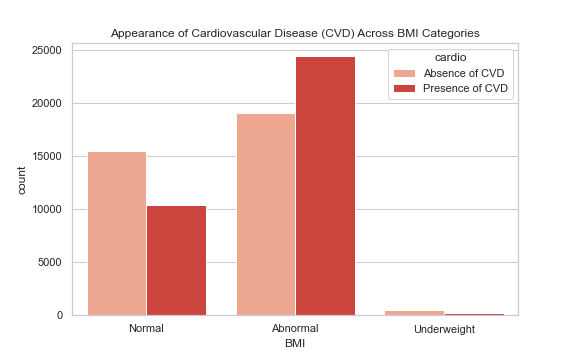 Appearance of Cardiovascular Disease (CVD) Across BMI Categories
cardio
Absence of CVD
Presence of CVD
count
25000
20000
15000
10000
5000
0
Normal
Abnormal
Underweight
BMI